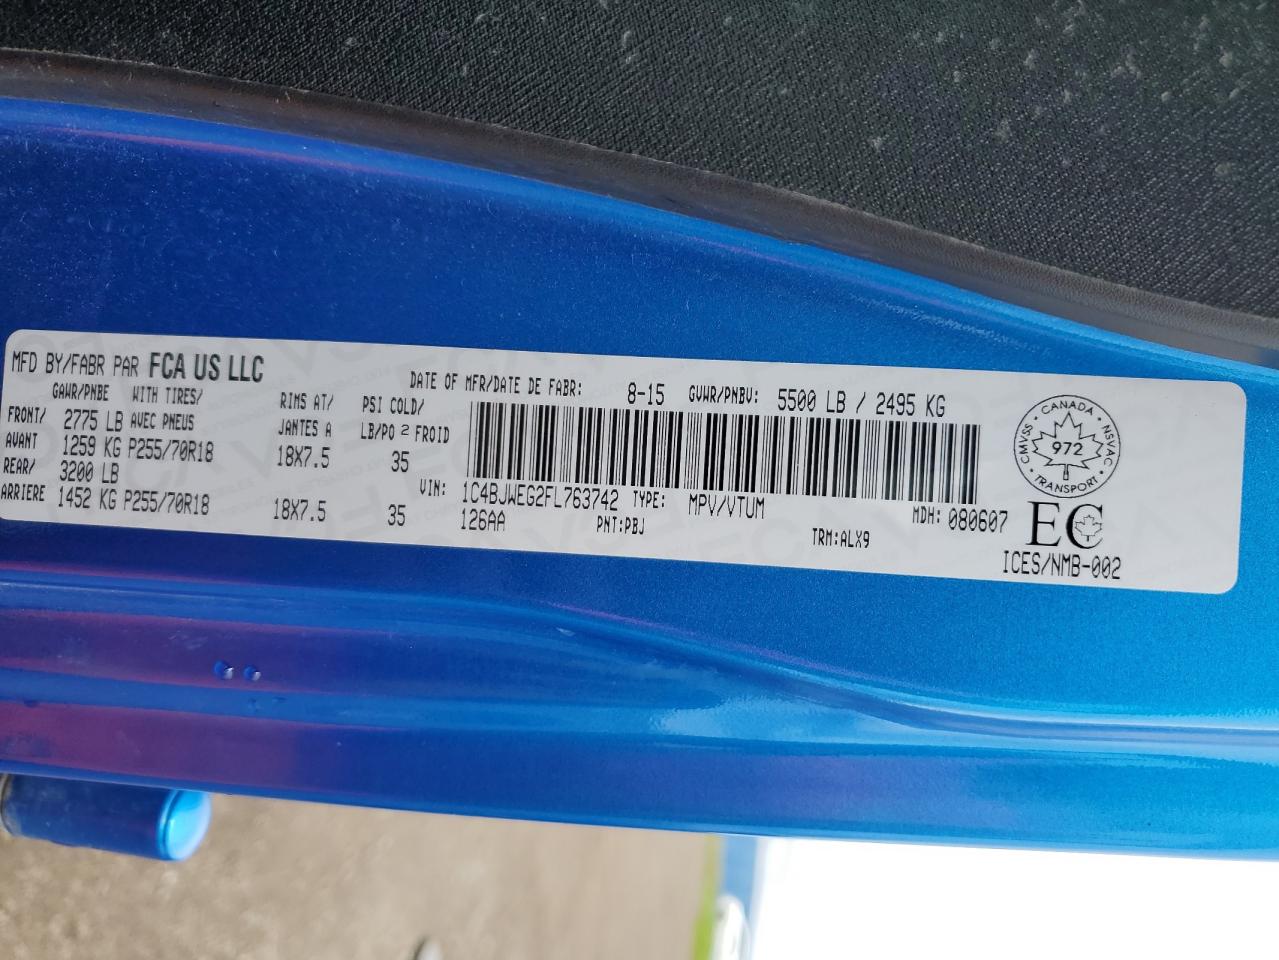 MFD BY/FABR PAR FCA US LLC
DATE OF MFR/DATE DE FABR: 8-15 GVWR/PNBV: 5500 LB / 2495 KG
GAWR/PNBE WITH TIRES/ RIMS AT/ PSI COLD/
AVEC PNEUS JANTES A LB/PO 2 FROID
FRONT/ 2775 LB
AVANT 1259 KG P255/70R18 18X7.5 35
REAR/ 3200 LB
ARRIERE 1452 KG P255/70R18 18X7.5 35
VIN: 1C4BJWEG2FL763742 TYPE: MPV/VTUM MDH: 080607
126AA PNT:PBJ TRM:ALX9
CANADA
CMVSS NSVAC
972
TRANSPORT
EC
ICES/NMB-002